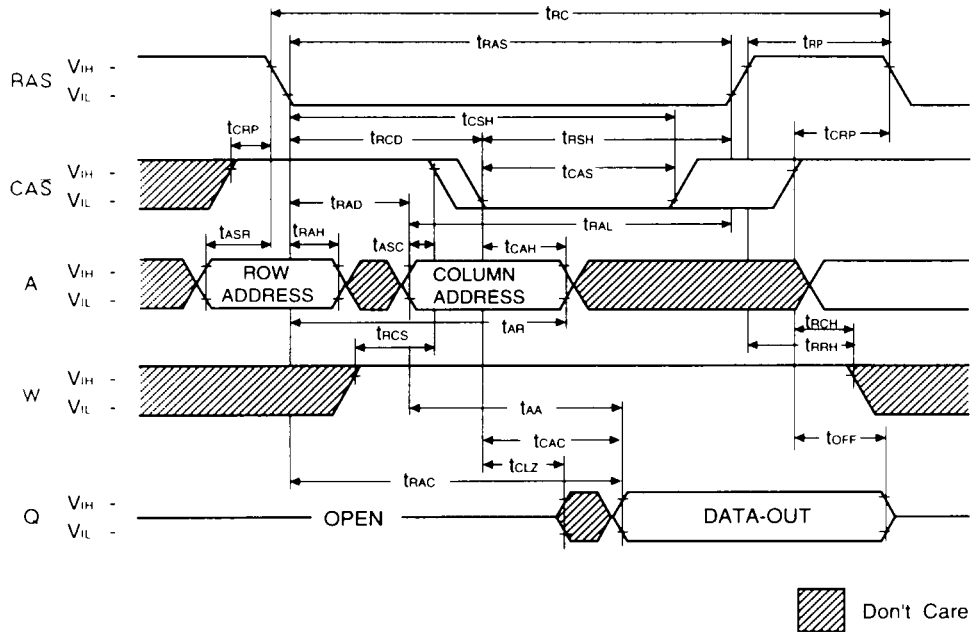 tRC
tRAS
tRP
RAS
VIH -
VIL -
tCSH
tCRP
tRCD
tRSH
tCRP
CAS
VIH -
VIL -
tCAS
tRAD
tRAL
tASR
tRAH
tASC
tCAH
A
VIH -
VIL -
ROW
ADDRESS
COLUMN
ADDRESS
tAR
tRCS
tRCH
tRRH
W
VIH -
VIL -
tAA
tCAC
tOFF
tCLZ
tRAC
Q
VIH -
VIL -
OPEN
DATA-OUT
Don't Care